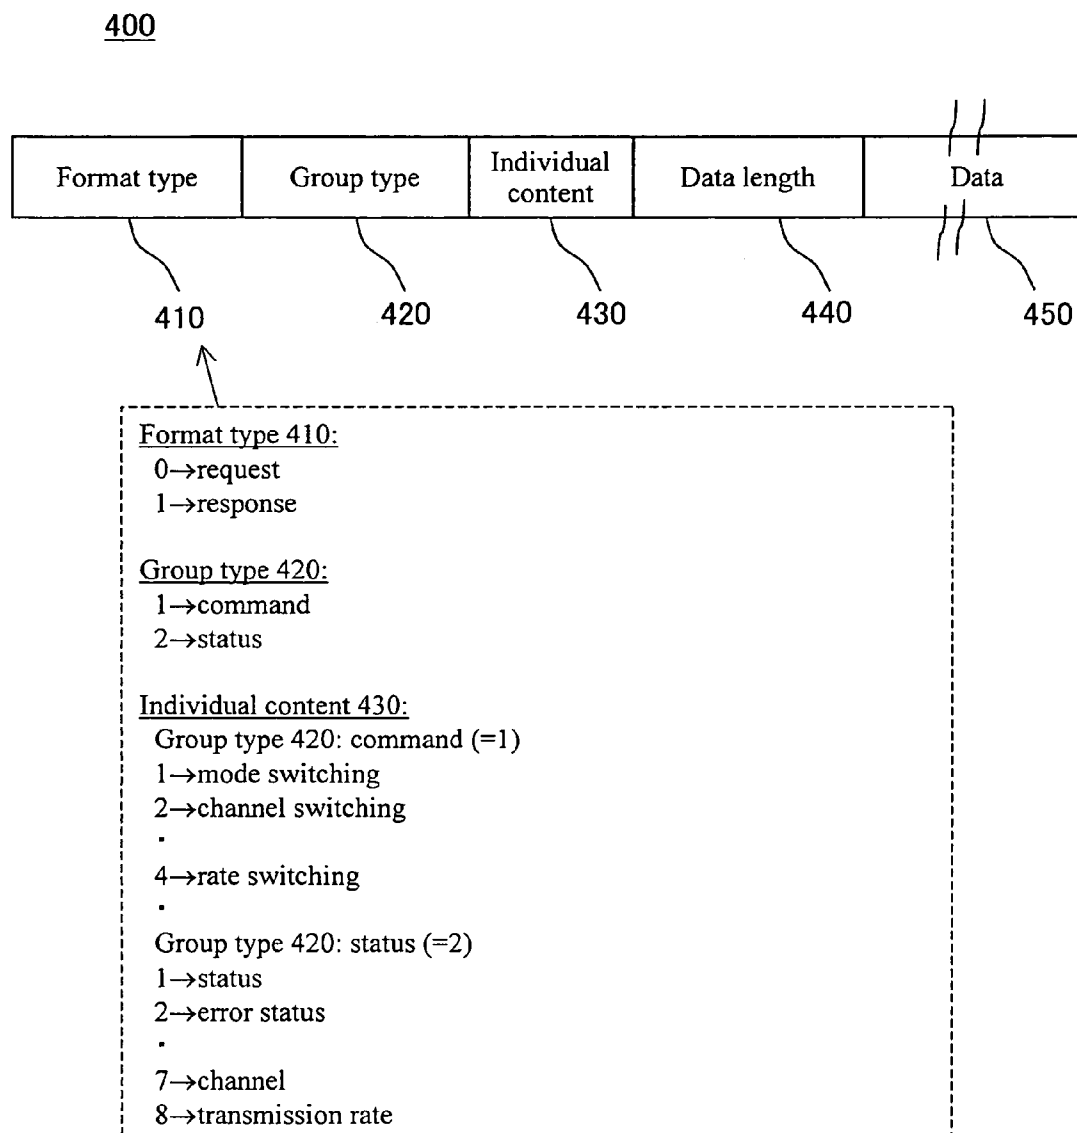 400
Format type
Group type
Individual
content
Data length
Data
410
420
430
440
450
Format type 410:
0→request
1→response
Group type 420:
1→command
2→status
Individual content 430:
Group type 420: command (=1)
1→mode switching
2→channel switching
·
4→rate switching
·
Group type 420: status (=2)
1→status
2→error status
·
7→channel
8→transmission rate